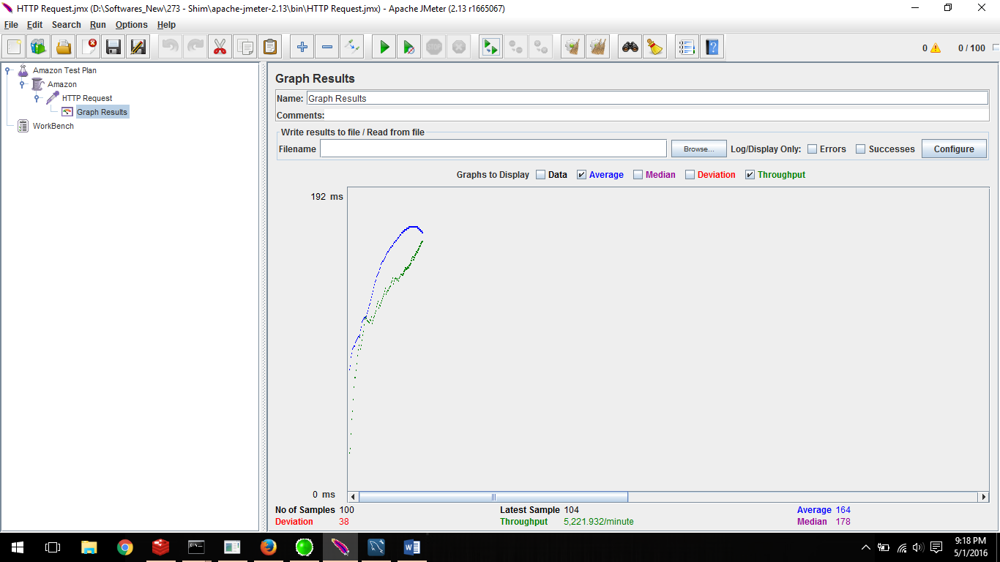 HTTP Request.jmx (D:\Softwares_New\273 - Shim\apache-jmeter-2.13\bin\HTTP Request.jmx) - Apache JMeter (2.13 r1665067)
File Edit Search Run Options Help
0 0 / 100
Amazon Test Plan
Amazon
HTTP Request
Graph Results
WorkBench
Graph Results
Name: Graph Results
Comments:
Write results to file / Read from file
Filename Browse... Log/Display Only: Errors Successes Configure
Graphs to Display Data Average Median Deviation Throughput
192 ms
0 ms
No of Samples 100 Latest Sample 104 Average 164
Deviation 38 Throughput 5,221.932/minute Median 178
9:18 PM
5/1/2016